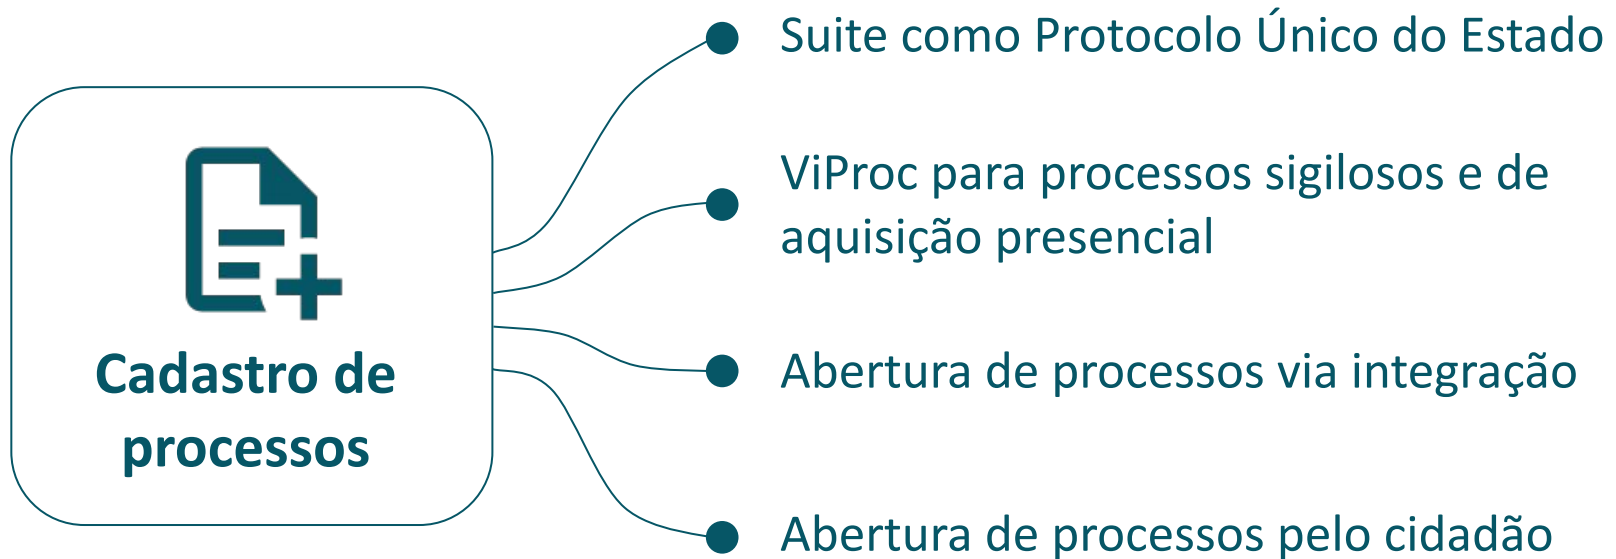 Cadastro de
processos
Suite como Protocolo Único do Estado
ViProc para processos sigilosos e de
aquisição presencial
Abertura de processos via integração
Abertura de processos pelo cidadão